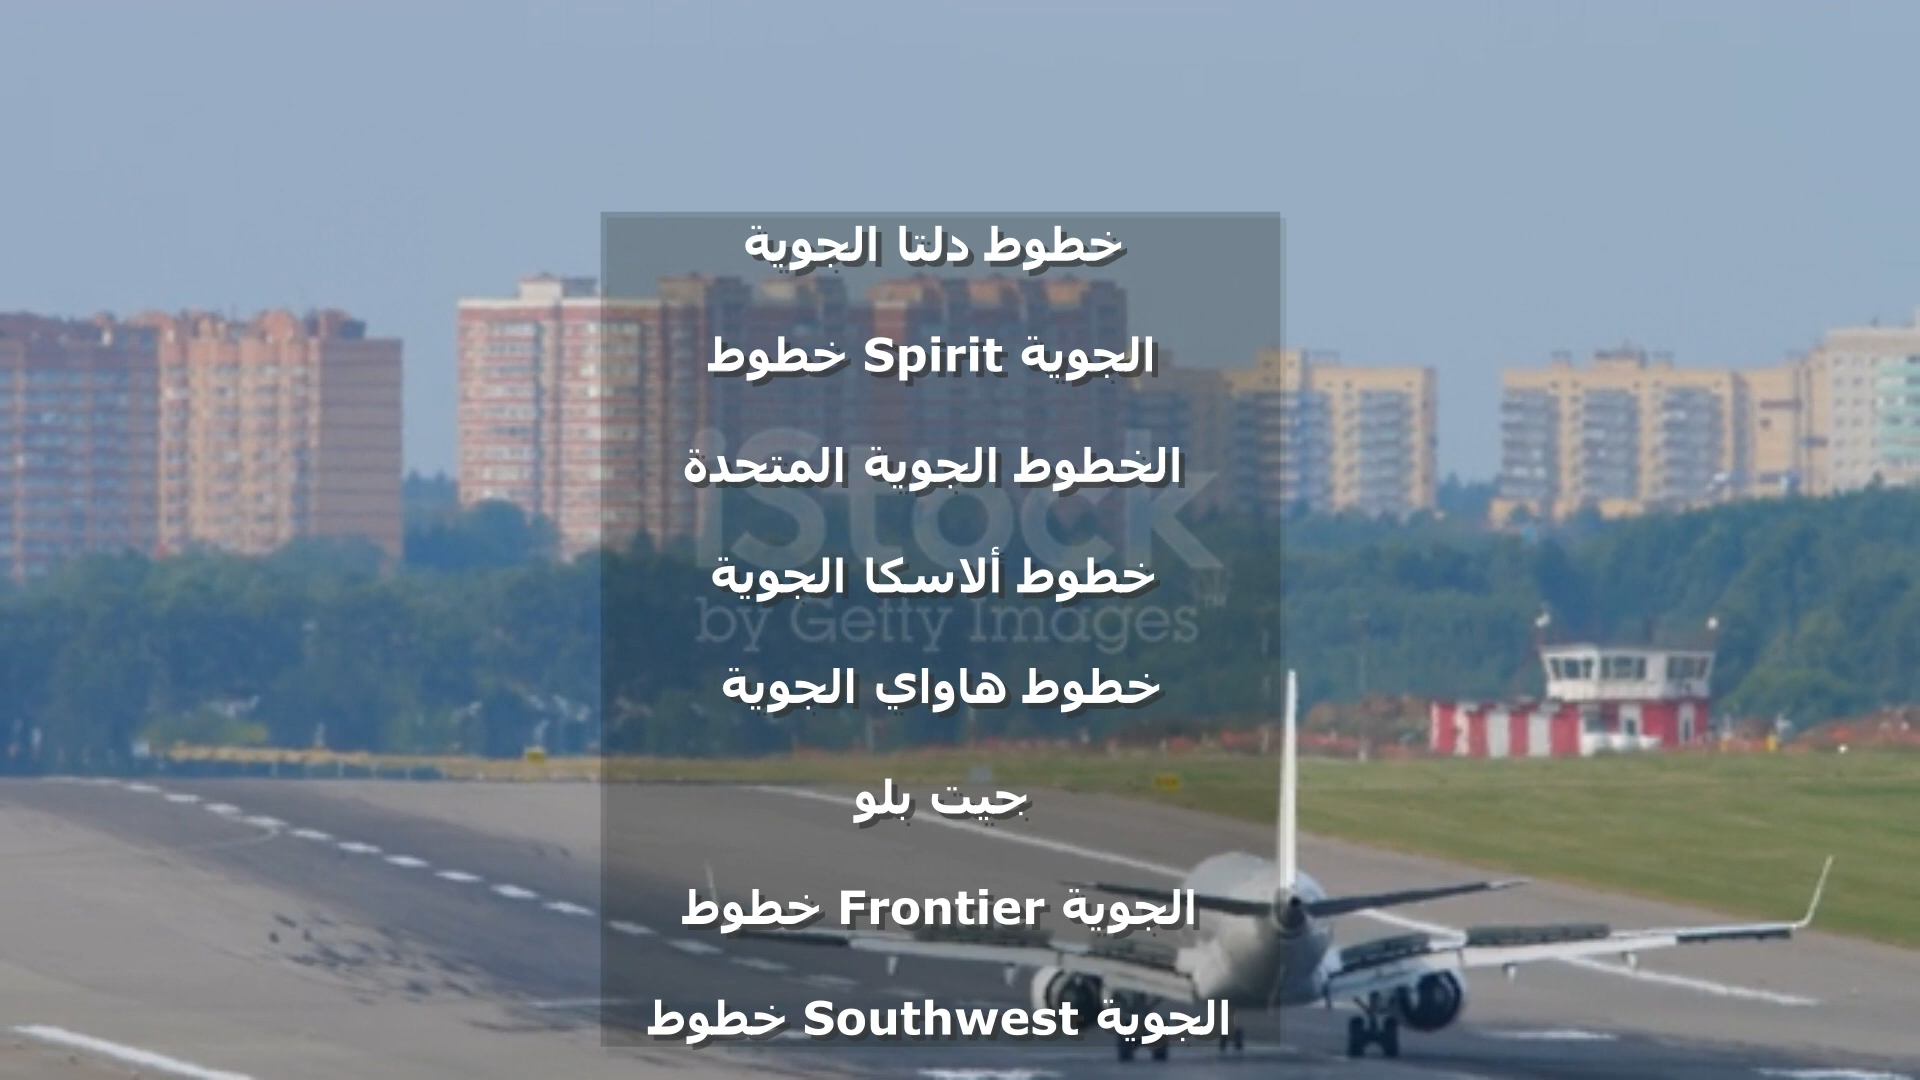 خطوط دلتا الجوية
خطوط Spirit الجوية
الخطوط الجوية المتحدة
خطوط ألاسكا الجوية
خطوط هاواي الجوية
جيت بلو
خطوط Frontier الجوية
خطوط Southwest الجوية
iStock
by Getty Images™